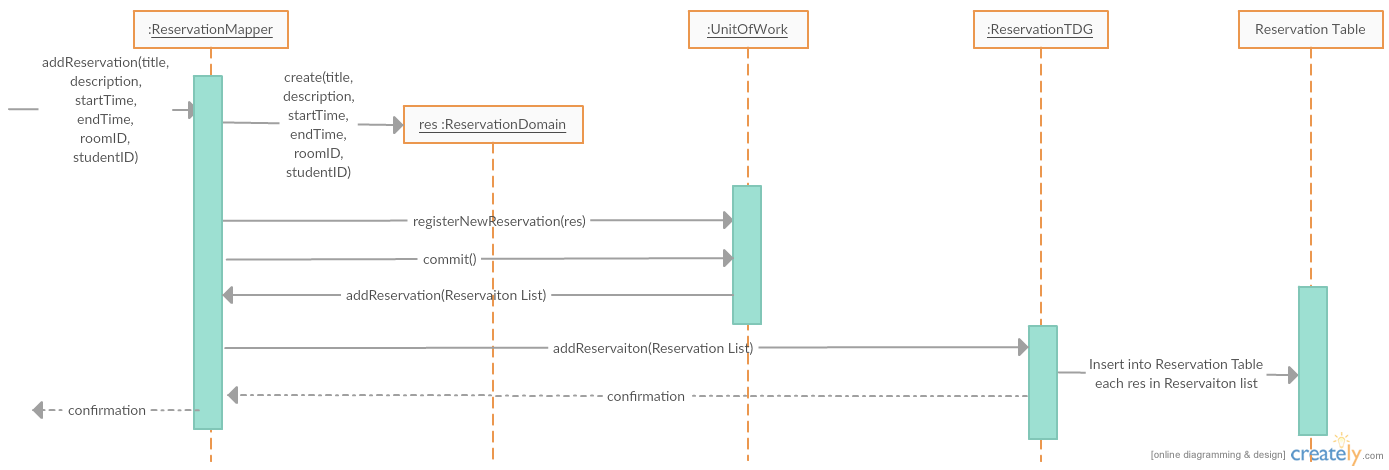 :ReservationMapper
:UnitOfWork
:ReservationTDG
Reservation Table
addReservation(title,
description,
startTime,
endTime,
roomID,
studentID)
create(title,
description,
startTime,
endTime,
roomID,
studentID)
res :ReservationDomain
registerNewReservation(res)
commit()
addReservation(Reservaiton List)
addReservaiton(Reservation List)
Insert into Reservation Table
each res in Reservaiton list
confirmation
confirmation
[online diagramming & design] creately.com